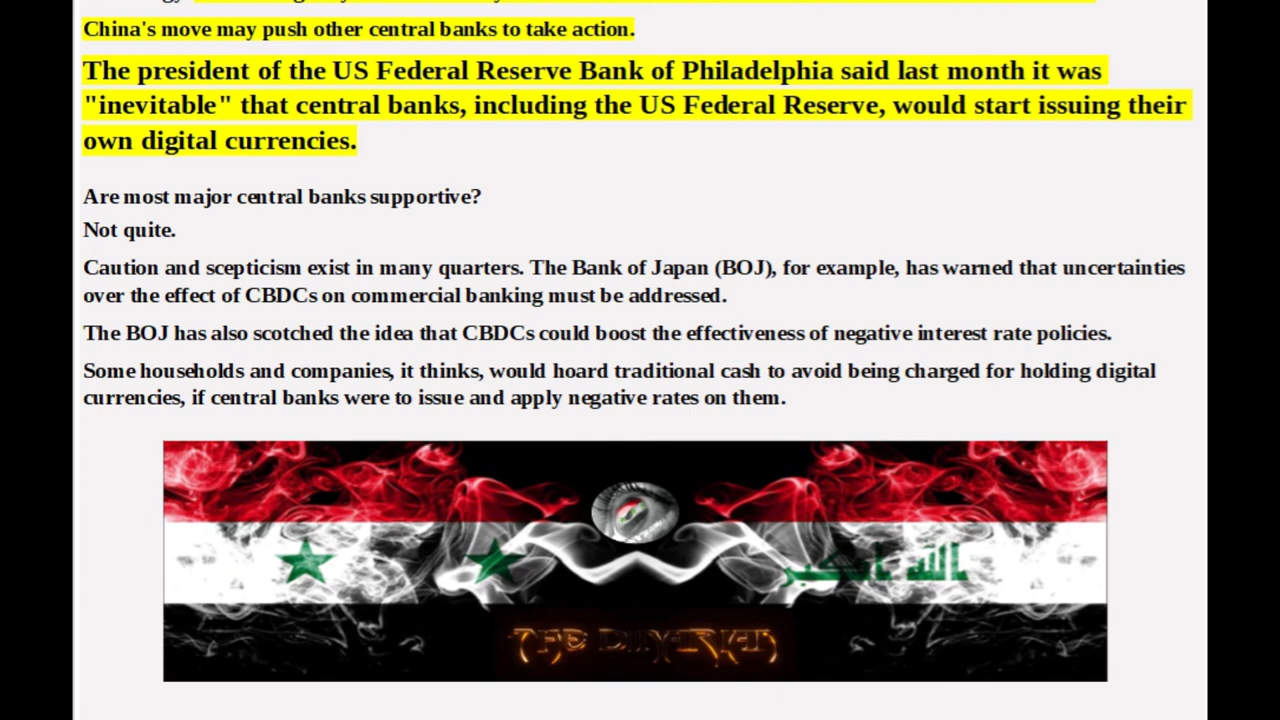 China's move may push other central banks to take action.
The president of the US Federal Reserve Bank of Philadelphia said last month it was
"inevitable" that central banks, including the US Federal Reserve, would start issuing their
own digital currencies.
Are most major central banks supportive?
Not quite.
Caution and scepticism exist in many quarters. The Bank of Japan (BOJ), for example, has warned that uncertainties
over the effect of CBDCs on commercial banking must be addressed.
The BOJ has also scotched the idea that CBDCs could boost the effectiveness of negative interest rate policies.
Some households and companies, it thinks, would hoard traditional cash to avoid being charged for holding digital
currencies, if central banks were to issue and apply negative rates on them.
الله اكبر
THE DINARIAN